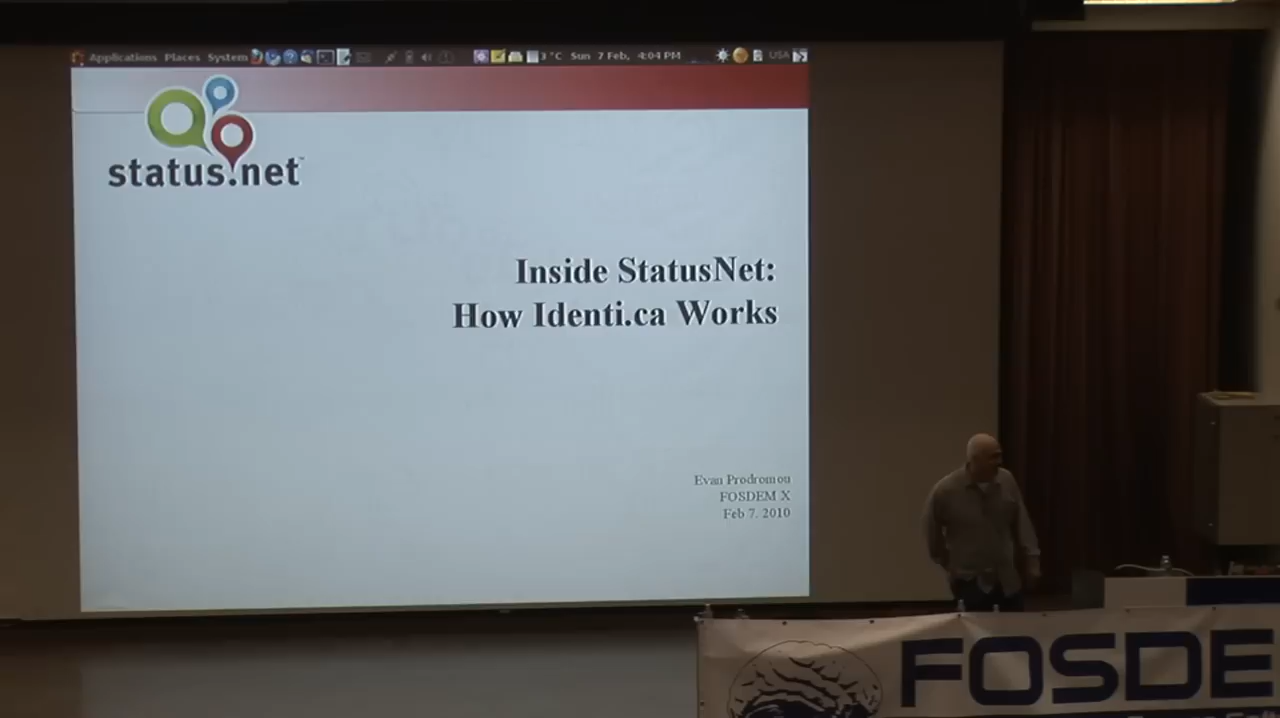 Applications Places System
3 °C Sun 7 Feb, 4:04 PM
USA
status.net
Inside StatusNet:
How Identi.ca Works
Evan Prodromou
FOSDEM X
Feb 7. 2010
FOSDE